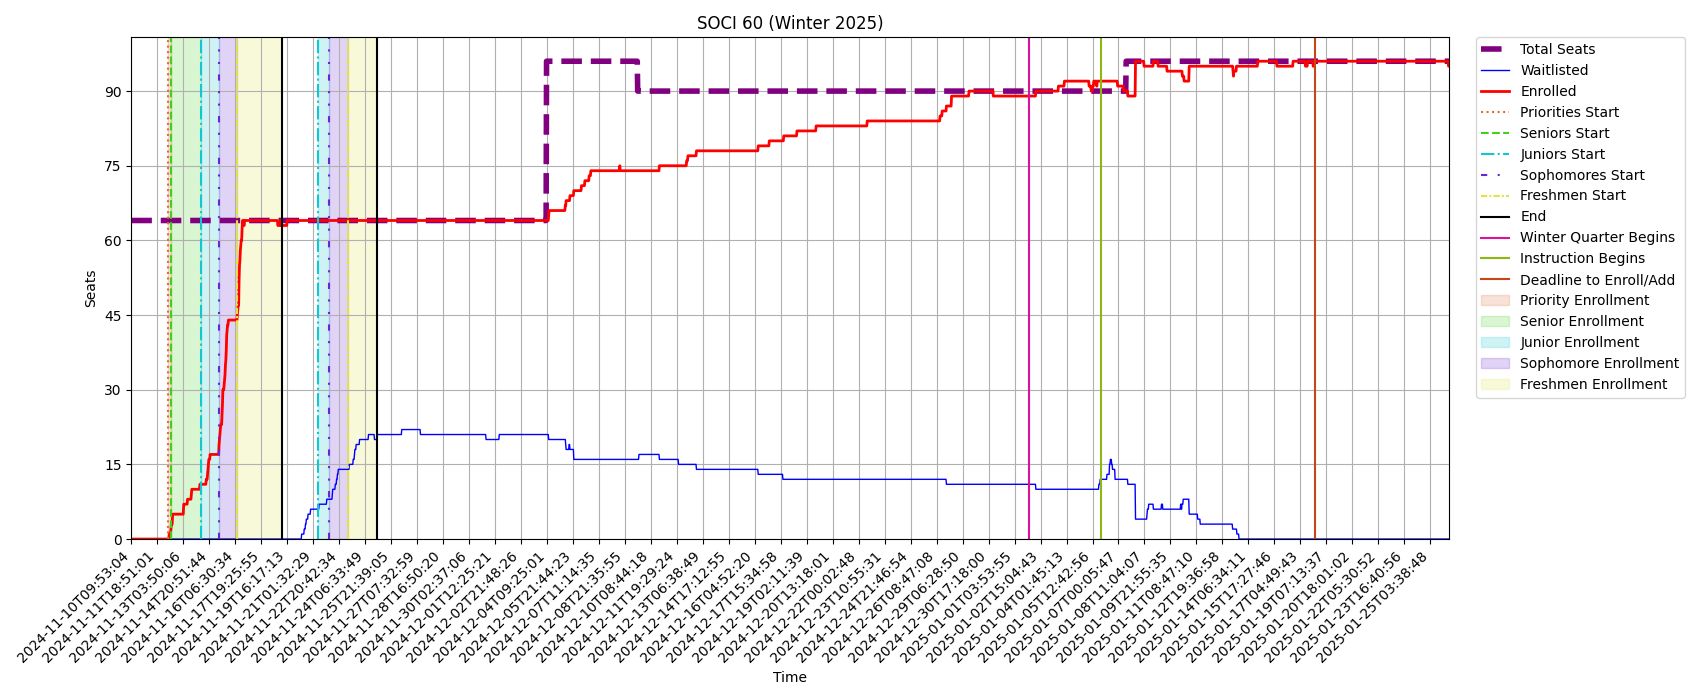 SOCI 60 (Winter 2025)
Seats
90
75
60
45
30
15
0
2024-11-10T09:53:04
2024-11-11T18:51:01
2024-11-13T03:50:06
2024-11-14T20:51:44
2024-11-16T06:30:34
2024-11-17T19:25:55
2024-11-19T16:17:13
2024-11-21T01:32:29
2024-11-22T20:42:34
2024-11-24T06:33:49
2024-11-25T21:39:05
2024-11-27T07:32:59
2024-11-28T16:50:20
2024-11-30T02:37:06
2024-12-01T12:25:21
2024-12-02T21:48:26
2024-12-04T09:25:01
2024-12-05T21:44:23
2024-12-07T11:14:35
2024-12-08T21:35:55
2024-12-10T08:44:18
2024-12-11T19:29:24
2024-12-13T06:38:49
2024-12-14T17:12:55
2024-12-16T04:52:20
2024-12-17T15:34:58
2024-12-19T02:11:39
2024-12-20T13:18:01
2024-12-22T00:02:48
2024-12-23T10:55:31
2024-12-24T21:46:54
2024-12-26T08:47:08
2024-12-29T06:28:50
2024-12-30T17:18:00
2025-01-01T03:53:55
2025-01-02T15:04:43
2025-01-04T01:45:13
2025-01-05T12:42:56
2025-01-07T00:05:47
2025-01-08T11:04:07
2025-01-09T21:55:35
2025-01-11T08:47:10
2025-01-12T19:36:58
2025-01-14T06:34:11
2025-01-15T17:27:46
2025-01-17T04:49:43
2025-01-19T07:13:37
2025-01-20T18:01:02
2025-01-22T05:30:52
2025-01-23T16:40:56
2025-01-25T03:38:48
Time
Total Seats
Waitlisted
Enrolled
Priorities Start
Seniors Start
Juniors Start
Sophomores Start
Freshmen Start
End
Winter Quarter Begins
Instruction Begins
Deadline to Enroll/Add
Priority Enrollment
Senior Enrollment
Junior Enrollment
Sophomore Enrollment
Freshmen Enrollment